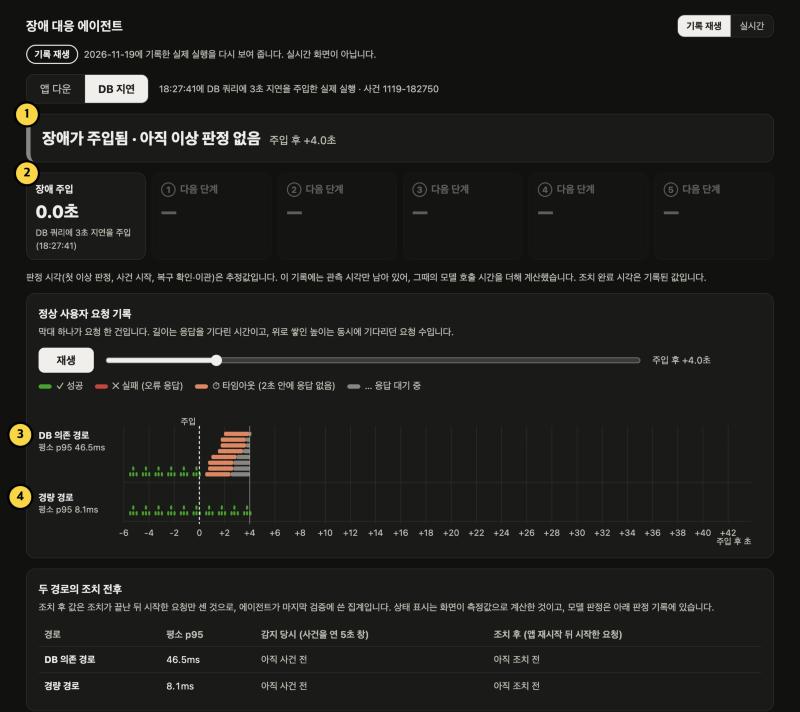 장애 대응 에이전트
기록 재생 실시간
기록 재생 2026-11-19에 기록한 실제 실행을 다시 보여 줍니다. 실시간 화면이 아닙니다.
앱 다운 DB 지연 18:27:41에 DB 쿼리에 3초 지연을 주입한 실제 실행 · 사건 1119-182750
1
장애가 주입됨 · 아직 이상 판정 없음 주입 후 +4.0초
2
장애 주입 1 다음 단계 2 다음 단계 3 다음 단계 4 다음 단계 5 다음 단계
0.0초 — — — — —
DB 쿼리에 3초 지연을 주입
(18:27:41)
판정 시각(첫 이상 판정, 사건 시작, 복구 확인·이관)은 추정값입니다. 이 기록에는 관측 시각만 남아 있어, 그때의 모델 호출 시간을 더해 계산했습니다. 조치 완료 시각은 기록된 값입니다.
정상 사용자 요청 기록
막대 하나가 요청 한 건입니다. 길이는 응답을 기다린 시간이고, 위로 쌓인 높이는 동시에 기다리던 요청 수입니다.
재생 주입 후 +4.0초
✓ 성공 ✕ 실패 (오류 응답) ⏱ 타임아웃 (2초 안에 응답 없음) … 응답 대기 중
주입
3 DB 의존 경로
평소 p95 46.5ms
4 경량 경로
평소 p95 8.1ms
-6 -4 -2 0 +2 +4 +6 +8 +10 +12 +14 +16 +18 +20 +22 +24 +26 +28 +30 +32 +34 +36 +38 +40 +42
주입 후 초
두 경로의 조치 전후
조치 후 값은 조치가 끝난 뒤 시작한 요청만 센 것으로, 에이전트가 마지막 검증에 쓴 집계입니다. 상태 표시는 화면이 측정값으로 계산한 것이고, 모델 판정은 아래 판정 기록에 있습니다.
경로 평소 p95 감지 당시 (사건을 연 5초 창) 조치 후 (앱 재시작 뒤 시작한 요청)
DB 의존 경로 46.5ms 아직 사건 전 아직 조치 전
경량 경로 8.1ms 아직 사건 전 아직 조치 전